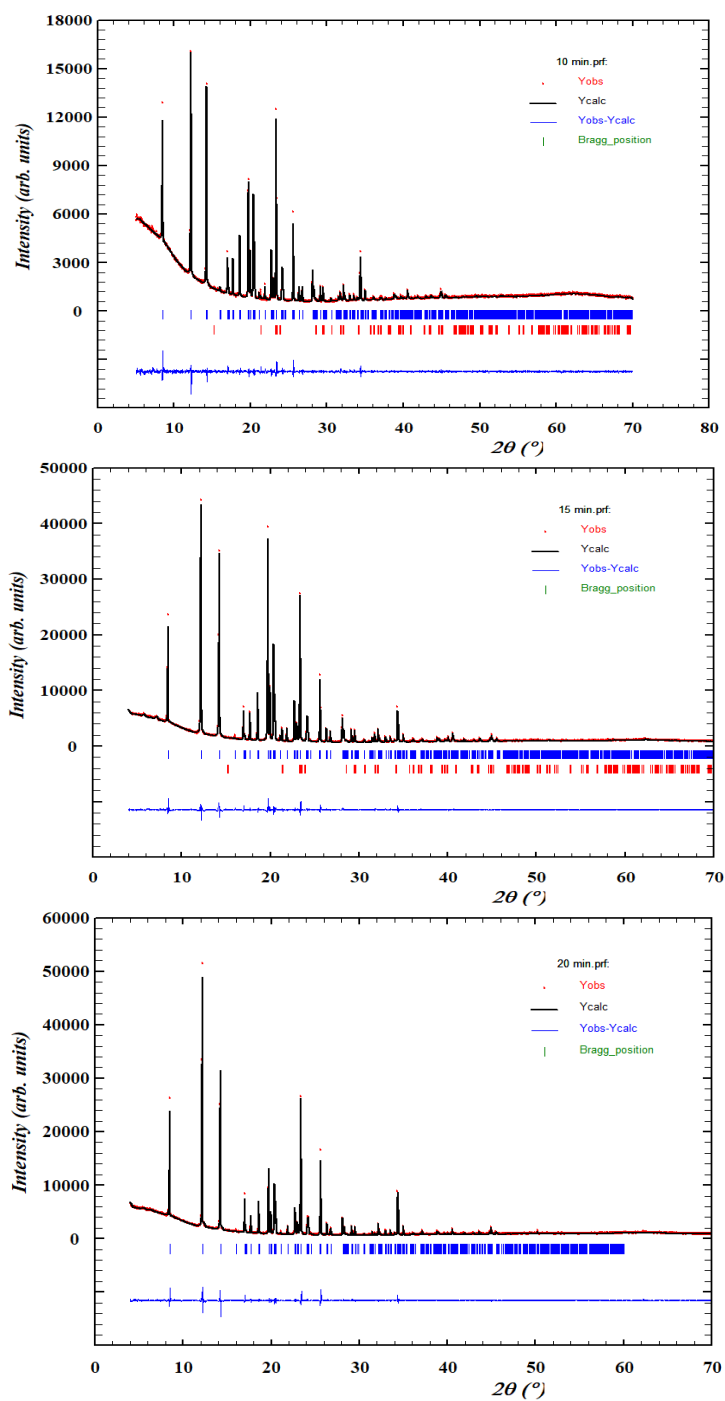 18000
15000
12000
9000
6000
3000
0
Intensity (arb. units)
10 min.prf:
Yobs
Ycalc
Yobs-Ycalc
Bragg_position
0 10 20 30 40 50 60 70 80
2θ (°)
50000
40000
30000
20000
10000
0
Intensity (arb. units)
15 min.prf:
Yobs
Ycalc
Yobs-Ycalc
Bragg_position
0 10 20 30 40 50 60 70
2θ (°)
60000
50000
40000
30000
20000
10000
0
Intensity (arb. units)
20 min.prf:
Yobs
Ycalc
Yobs-Ycalc
Bragg_position
0 10 20 30 40 50 60 70
2θ (°)